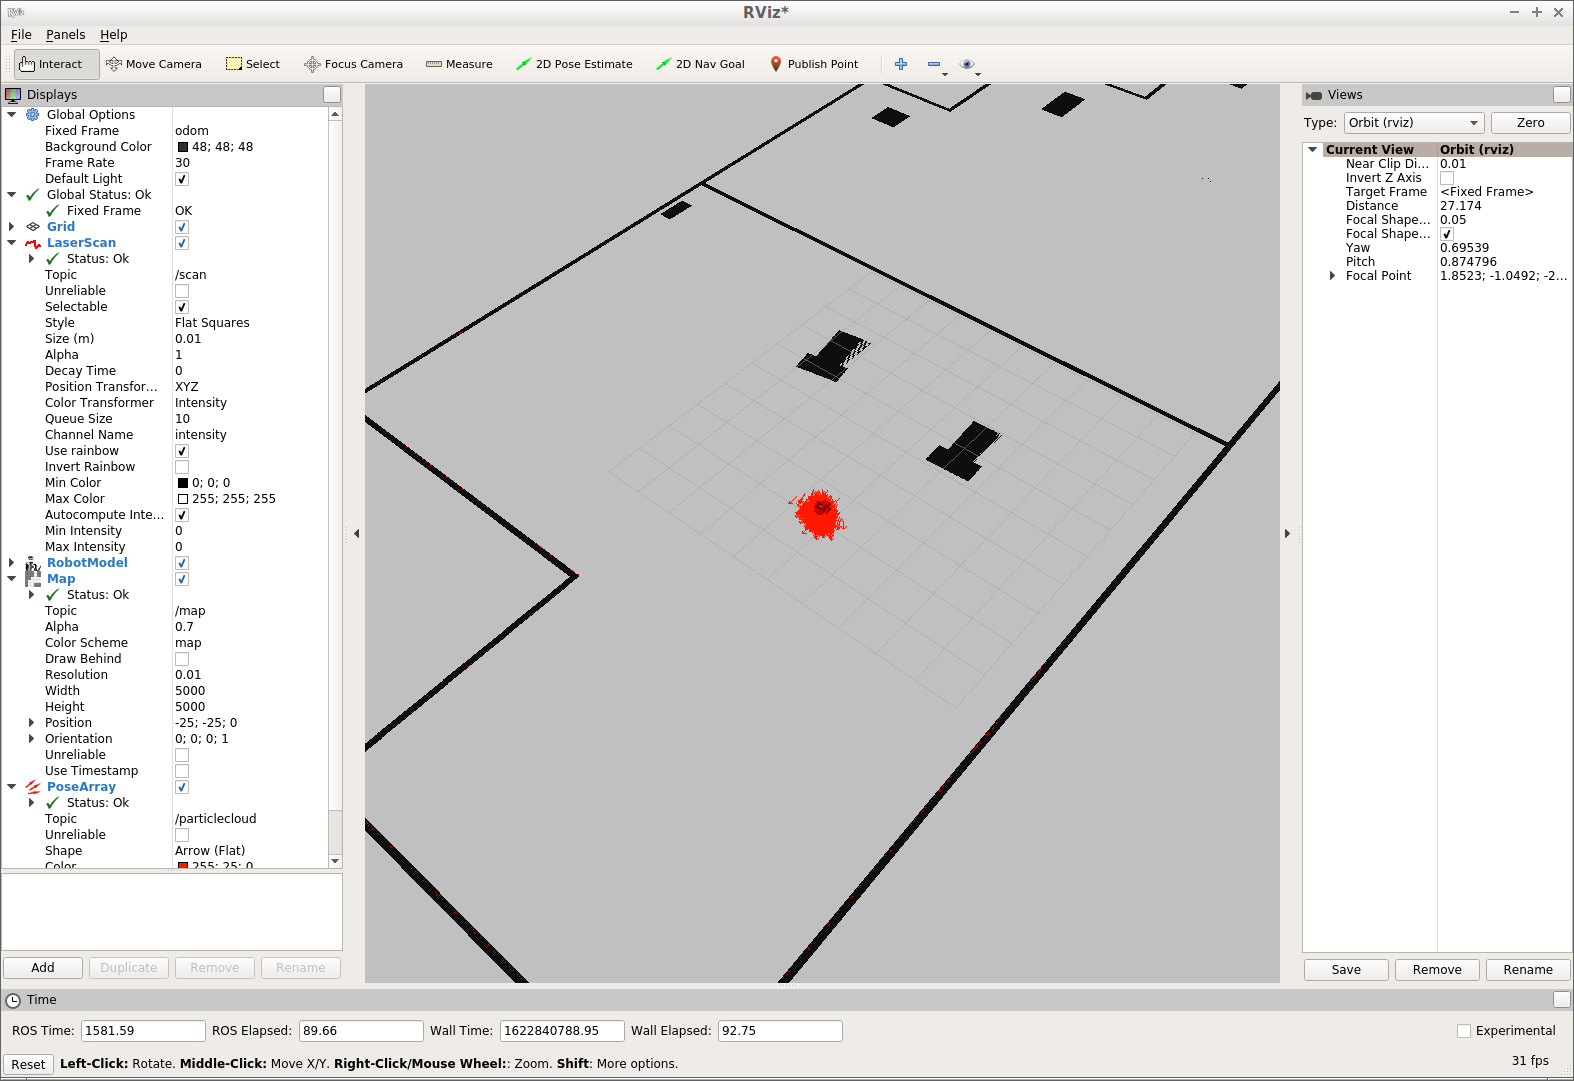 RViz*
File Panels Help
Interact Move Camera Select Focus Camera Measure 2D Pose Estimate 2D Nav Goal Publish Point
Displays
Global Options
Fixed Frame odom
Background Color 48; 48; 48
Frame Rate 30
Default Light
Global Status: Ok
Fixed Frame OK
Grid
LaserScan
Status: Ok
Topic /scan
Unreliable
Selectable
Style Flat Squares
Size (m) 0.01
Alpha 1
Decay Time 0
Position Transfor... XYZ
Color Transformer Intensity
Queue Size 10
Channel Name intensity
Use rainbow
Invert Rainbow
Min Color 0; 0; 0
Max Color 255; 255; 255
Autocompute Inte...
Min Intensity 0
Max Intensity 0
RobotModel
Map
Status: Ok
Topic /map
Alpha 0.7
Color Scheme map
Draw Behind
Resolution 0.01
Width 5000
Height 5000
Position -25; -25; 0
Orientation 0; 0; 0; 1
Unreliable
Use Timestamp
PoseArray
Status: Ok
Topic /particlecloud
Unreliable
Shape Arrow (Flat)
Color 255; 25; 0
Add Duplicate Remove Rename
Views
Type: Orbit (rviz) Zero
Current View Orbit (rviz)
Near Clip Di... 0.01
Invert Z Axis
Target Frame <Fixed Frame>
Distance 27.174
Focal Shape... 0.05
Focal Shape...
Yaw 0.69539
Pitch 0.874796
Focal Point 1.8523; -1.0492; -2...
Save Remove Rename
Time
ROS Time: 1581.59 ROS Elapsed: 89.66 Wall Time: 1622840788.95 Wall Elapsed: 92.75 Experimental
Reset Left-Click: Rotate. Middle-Click: Move X/Y. Right-Click/Mouse Wheel:: Zoom. Shift: More options. 31 fps